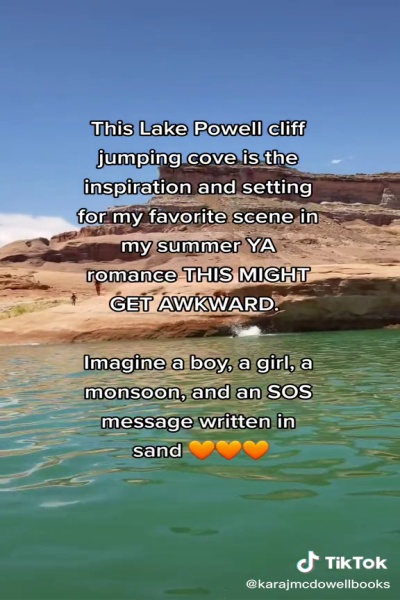 This Lake Powell cliff
jumping cove is the
inspiration and setting
for my favorite scene in
my summer YA
romance THIS MIGHT
GET AWKWARD.
Imagine a boy, a girl, a
monsoon, and an SOS
message written in
sand 🧡🧡🧡
TikTok
@karajmcdowellbooks